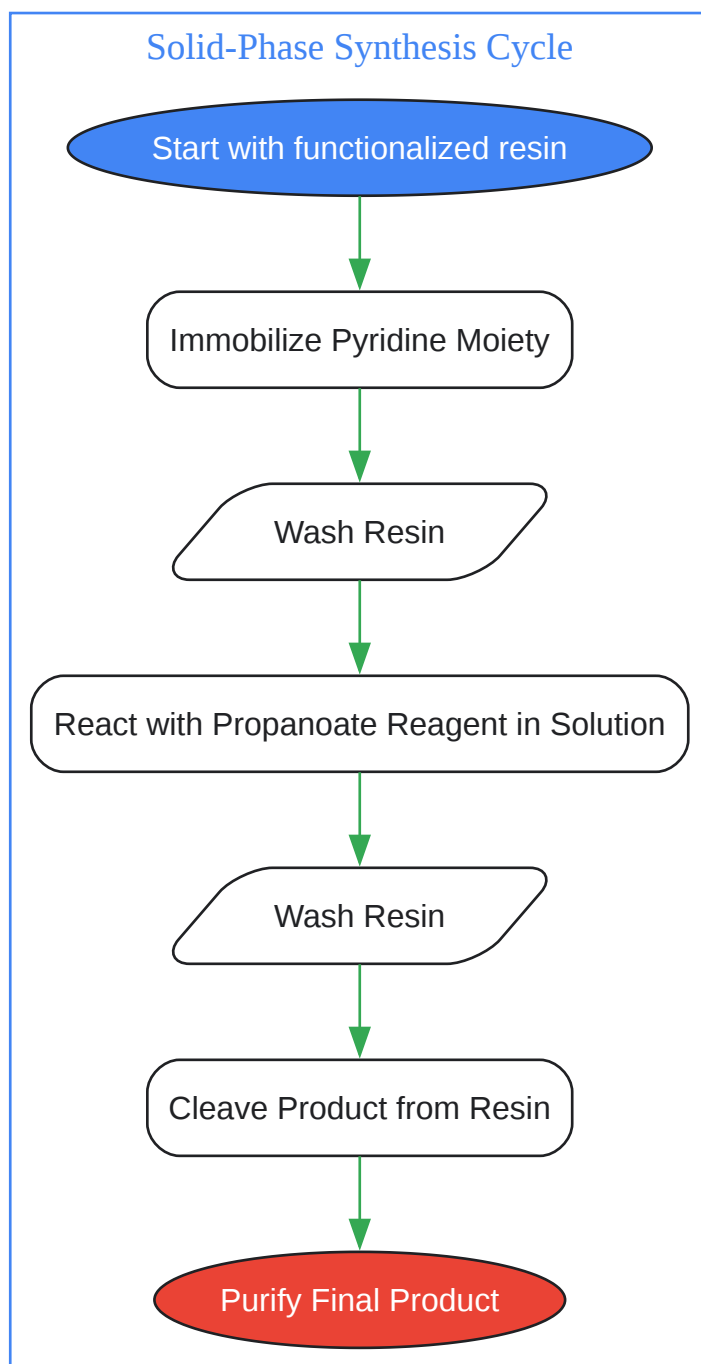 Solid-Phase Synthesis Cycle
Start with functionalized resin
Immobilize Pyridine Moiety
Wash Resin
React with Propanoate Reagent in Solution
Wash Resin
Cleave Product from Resin
Purify Final Product